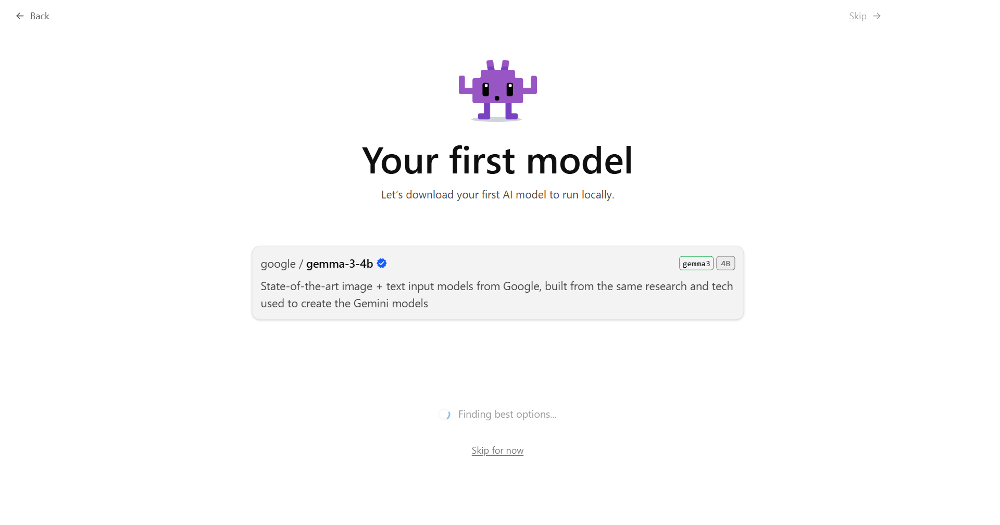 Back
Skip
Your first model
Let's download your first AI model to run locally.
google / gemma-3-4b
gemma3
4B
State-of-the-art image + text input models from Google, built from the same research and tech
used to create the Gemini models
Finding best options...
Skip for now